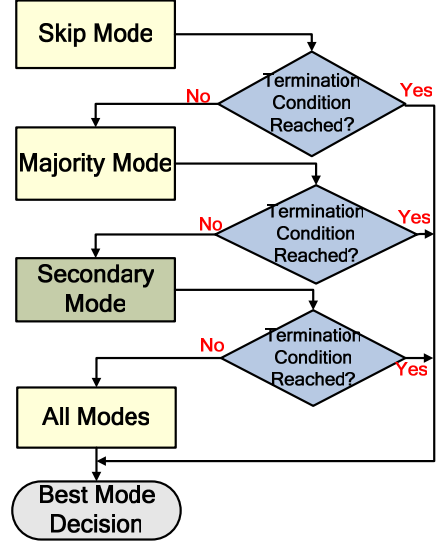 Skip Mode
Termination
Condition
Reached?
Yes
No
Majority Mode
Termination
Condition
Reached?
Yes
No
Secondary
Mode
Termination
Condition
Reached?
Yes
No
All Modes
Best Mode
Decision